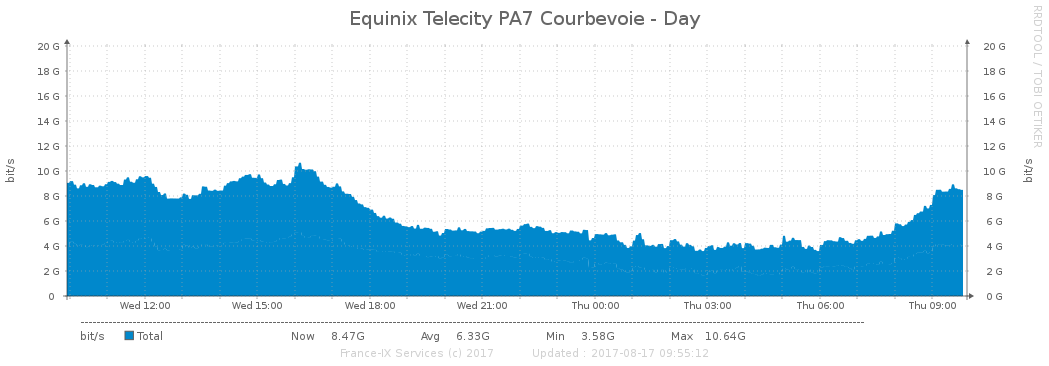 Equinix Telecity PA7 Courbevoie - Day
RRDTOOL / TOBI OETIKER
bit/s
20 G 20 G
18 G 18 G
16 G 16 G
14 G 14 G
12 G 12 G
10 G 10 G
8 G 8 G
6 G 6 G
4 G 4 G
2 G 2 G
0 0 G
bit/s
Wed 12:00 Wed 15:00 Wed 18:00 Wed 21:00 Thu 00:00 Thu 03:00 Thu 06:00 Thu 09:00
bit/s Total Now 8.47G Avg 6.33G Min 3.58G Max 10.64G
France-IX Services (c) 2017 Updated : 2017-08-17 09:55:12